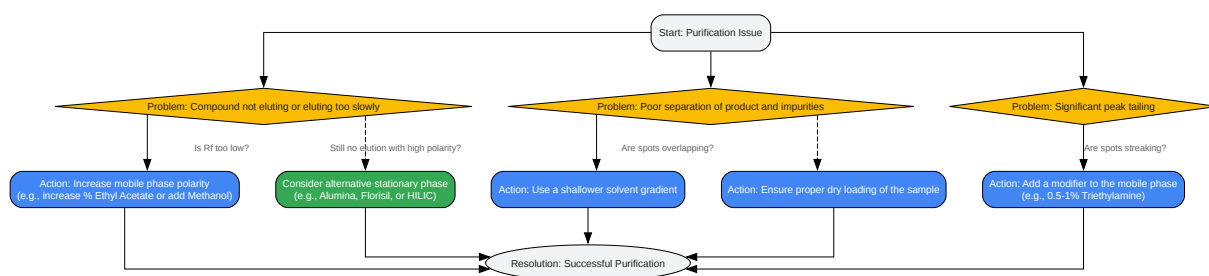 Start: Purification Issue
Problem: Compound not eluting or eluting too slowly
Problem: Poor separation of product and impurities
Problem: Significant peak tailing
Is Rf too low?
Still no elution with high polarity?
Are spots overlapping?
Are spots streaking?
Action: Increase mobile phase polarity
(e.g., increase % Ethyl Acetate or add Methanol)
Consider alternative stationary phase
(e.g., Alumina, Florisil, or HILIC)
Action: Use a shallower solvent gradient
Action: Ensure proper dry loading of the sample
Action: Add a modifier to the mobile phase
(e.g., 0.5-1% Triethylamine)
Resolution: Successful Purification